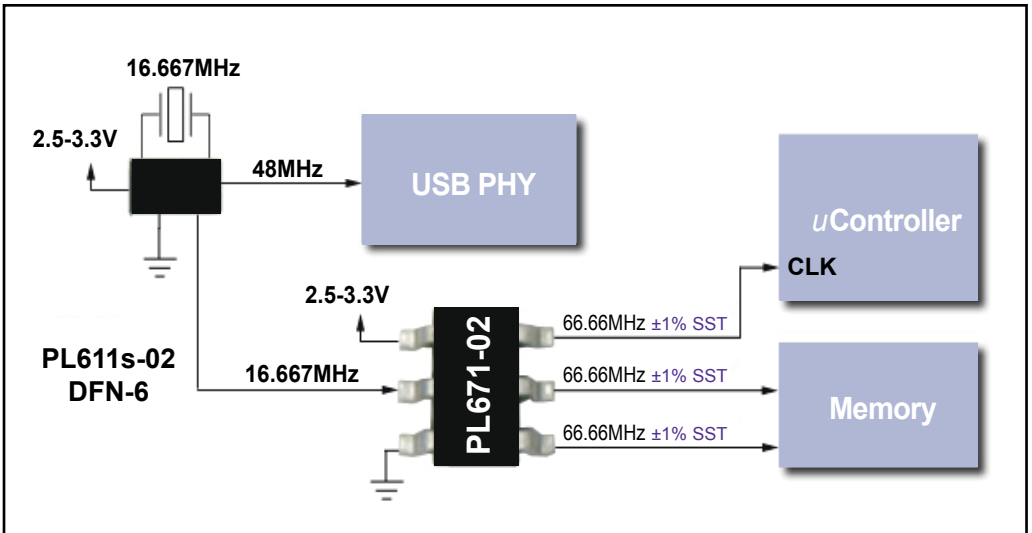 16.667MHz
2.5-3.3V
48MHz
USB PHY
uController
CLK
2.5-3.3V
PL671-02
66.66MHz ±1% SST
PL611s-02
DFN-6
16.667MHz
66.66MHz ±1% SST
Memory
66.66MHz ±1% SST